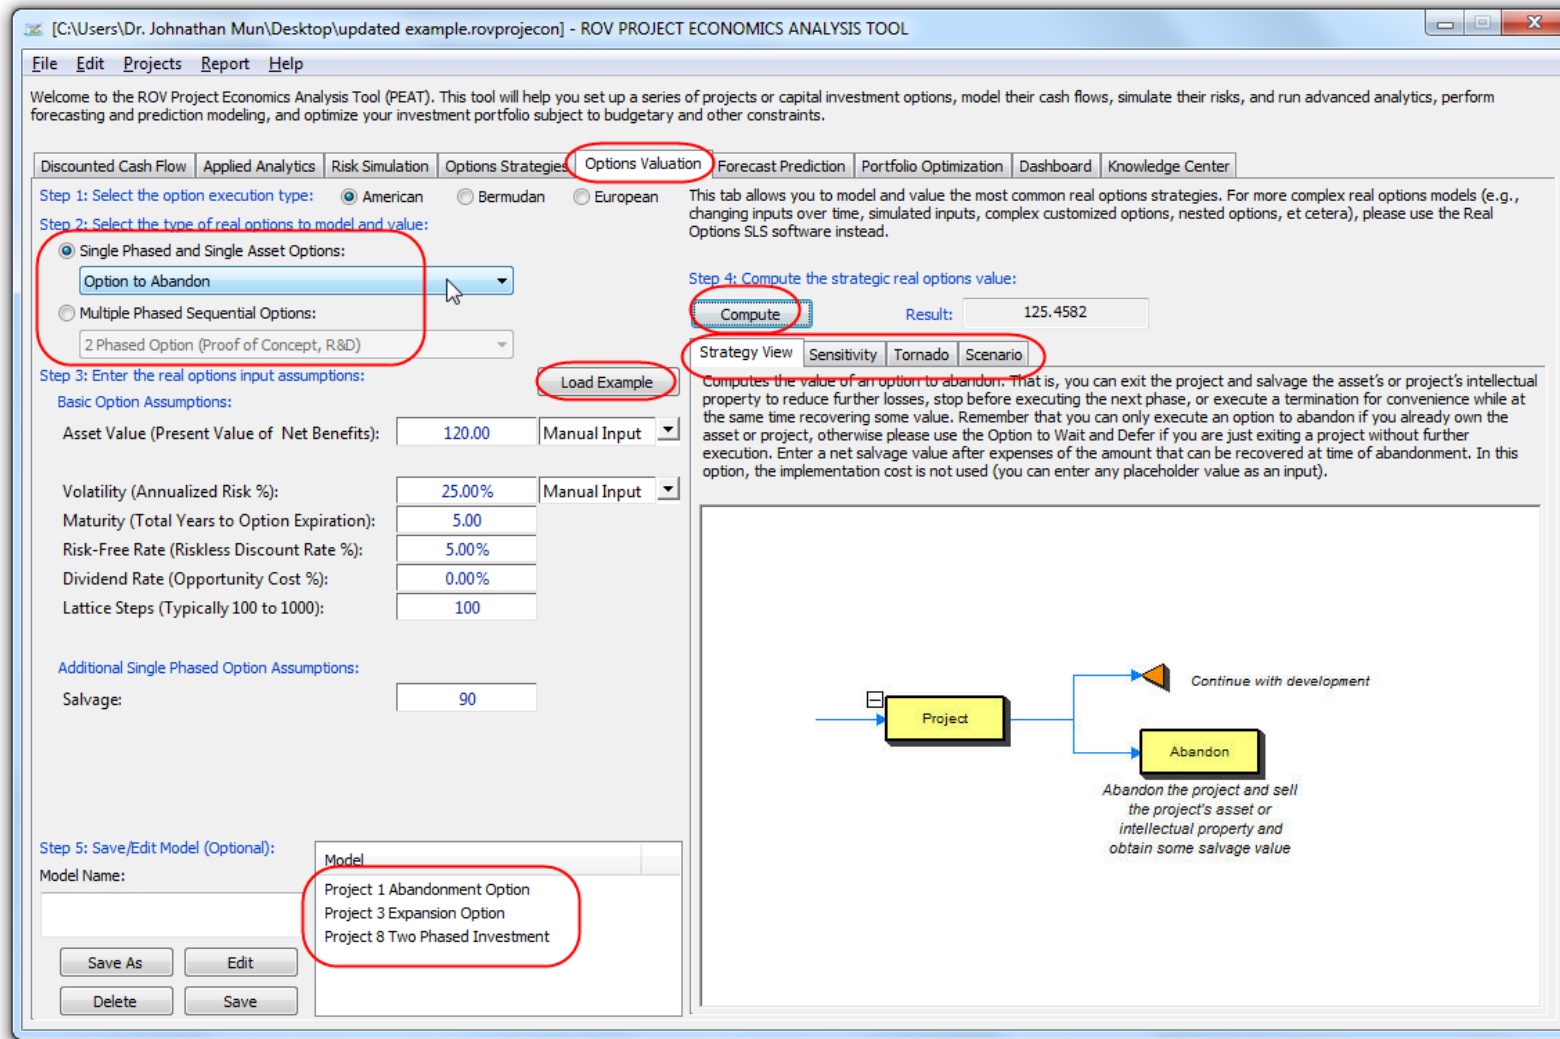 [C:\Users\Dr. Johnathan Mun\Desktop\updated example.rovprojecon] - ROV PROJECT ECONOMICS ANALYSIS TOOL
File Edit Projects Report Help
Welcome to the ROV Project Economics Analysis Tool (PEAT). This tool will help you set up a series of projects or capital investment options, model their cash flows, simulate their risks, and run advanced analytics, perform
forecasting and prediction modeling, and optimize your investment portfolio subject to budgetary and other constraints.
Discounted Cash Flow Applied Analytics Risk Simulation Options Strategies Options Valuation Forecast Prediction Portfolio Optimization Dashboard Knowledge Center
Step 1: Select the option execution type: American Bermudan European
Step 2: Select the type of real options to model and value:
Single Phased and Single Asset Options:
Option to Abandon
Multiple Phased Sequential Options:
2 Phased Option (Proof of Concept, R&D)
Step 3: Enter the real options input assumptions:
Load Example
Basic Option Assumptions:
Asset Value (Present Value of Net Benefits): 120.00 Manual Input
Volatility (Annualized Risk %): 25.00% Manual Input
Maturity (Total Years to Option Expiration): 5.00
Risk-Free Rate (Riskless Discount Rate %): 5.00%
Dividend Rate (Opportunity Cost %): 0.00%
Lattice Steps (Typically 100 to 1000): 100
Additional Single Phased Option Assumptions:
Salvage: 90
Step 5: Save/Edit Model (Optional):
Model Name:
Save As Edit
Delete Save
Model
Project 1 Abandonment Option
Project 3 Expansion Option
Project 8 Two Phased Investment
This tab allows you to model and value the most common real options strategies. For more complex real options models (e.g.,
changing inputs over time, simulated inputs, complex customized options, nested options, et cetera), please use the Real
Options SLS software instead.
Step 4: Compute the strategic real options value:
Compute Result: 125.4582
Strategy View Sensitivity Tornado Scenario
Computes the value of an option to abandon. That is, you can exit the project and salvage the asset's or project's intellectual
property to reduce further losses, stop before executing the next phase, or execute a termination for convenience while at
the same time recovering some value. Remember that you can only execute an option to abandon if you already own the
asset or project, otherwise please use the Option to Wait and Defer if you are just exiting a project without further
execution. Enter a net salvage value after expenses of the amount that can be recovered at time of abandonment. In this
option, the implementation cost is not used (you can enter any placeholder value as an input).
Continue with development
Project
Abandon
Abandon the project and sell
the project's asset or
intellectual property and
obtain some salvage value